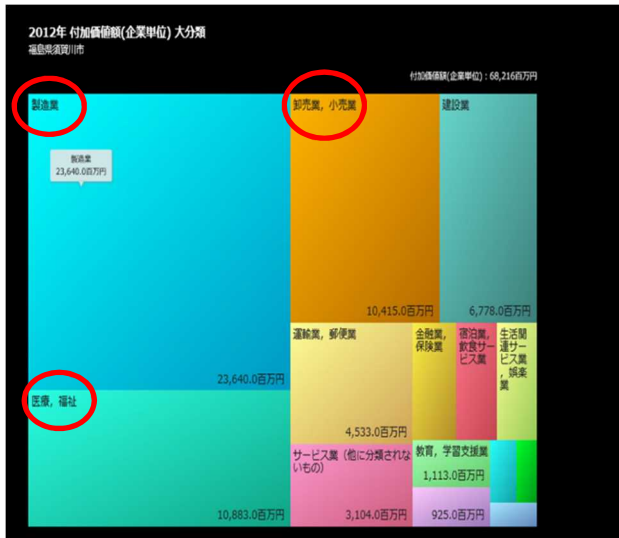 2012年 付加価値額(企業単位) 大分類
福島県須賀川市
付加価値額(企業単位) : 68,216百万円
製造業
製造業
23,640.0百万円
23,640.0百万円
卸売業，小売業
10,415.0百万円
建設業
6,778.0百万円
医療，福祉
10,883.0百万円
運輸業，郵便業
4,533.0百万円
金融業，
保険業
宿泊業，
飲食サー
ビス業
生活関
連サー
ビス業
，娯楽
業
サービス業（他に分類されな
いもの）
3,104.0百万円
教育，学習支援業
1,113.0百万円
925.0百万円